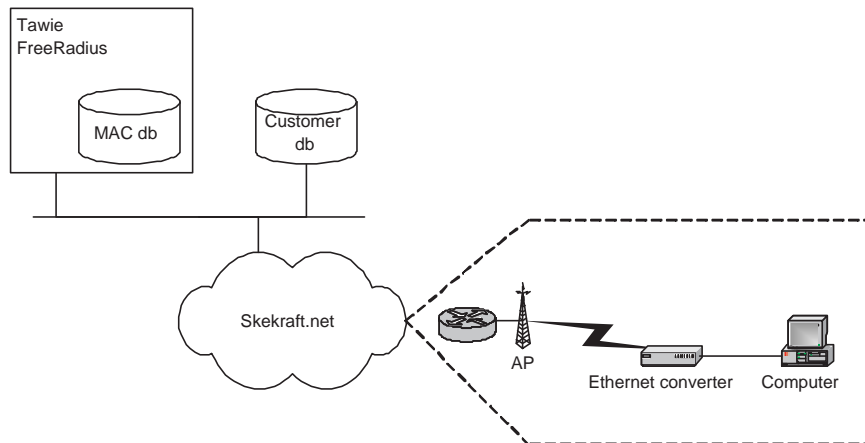 Tawie
FreeRadius
MAC db
Customer
db
Skekraft.net
AP
Ethernet converter
Computer